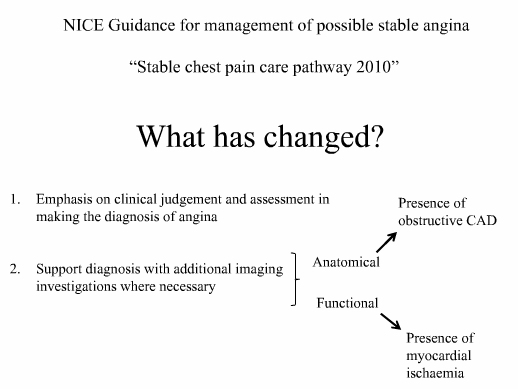 NICE Guidance for management of possible stable angina
“Stable chest pain care pathway 2010”
What has changed?
1. Emphasis on clinical judgement and assessment in
making the diagnosis of angina
Presence of
obstructive CAD
2. Support diagnosis with additional imaging
investigations where necessary
Anatomical
Functional
Presence of
myocardial
ischaemia